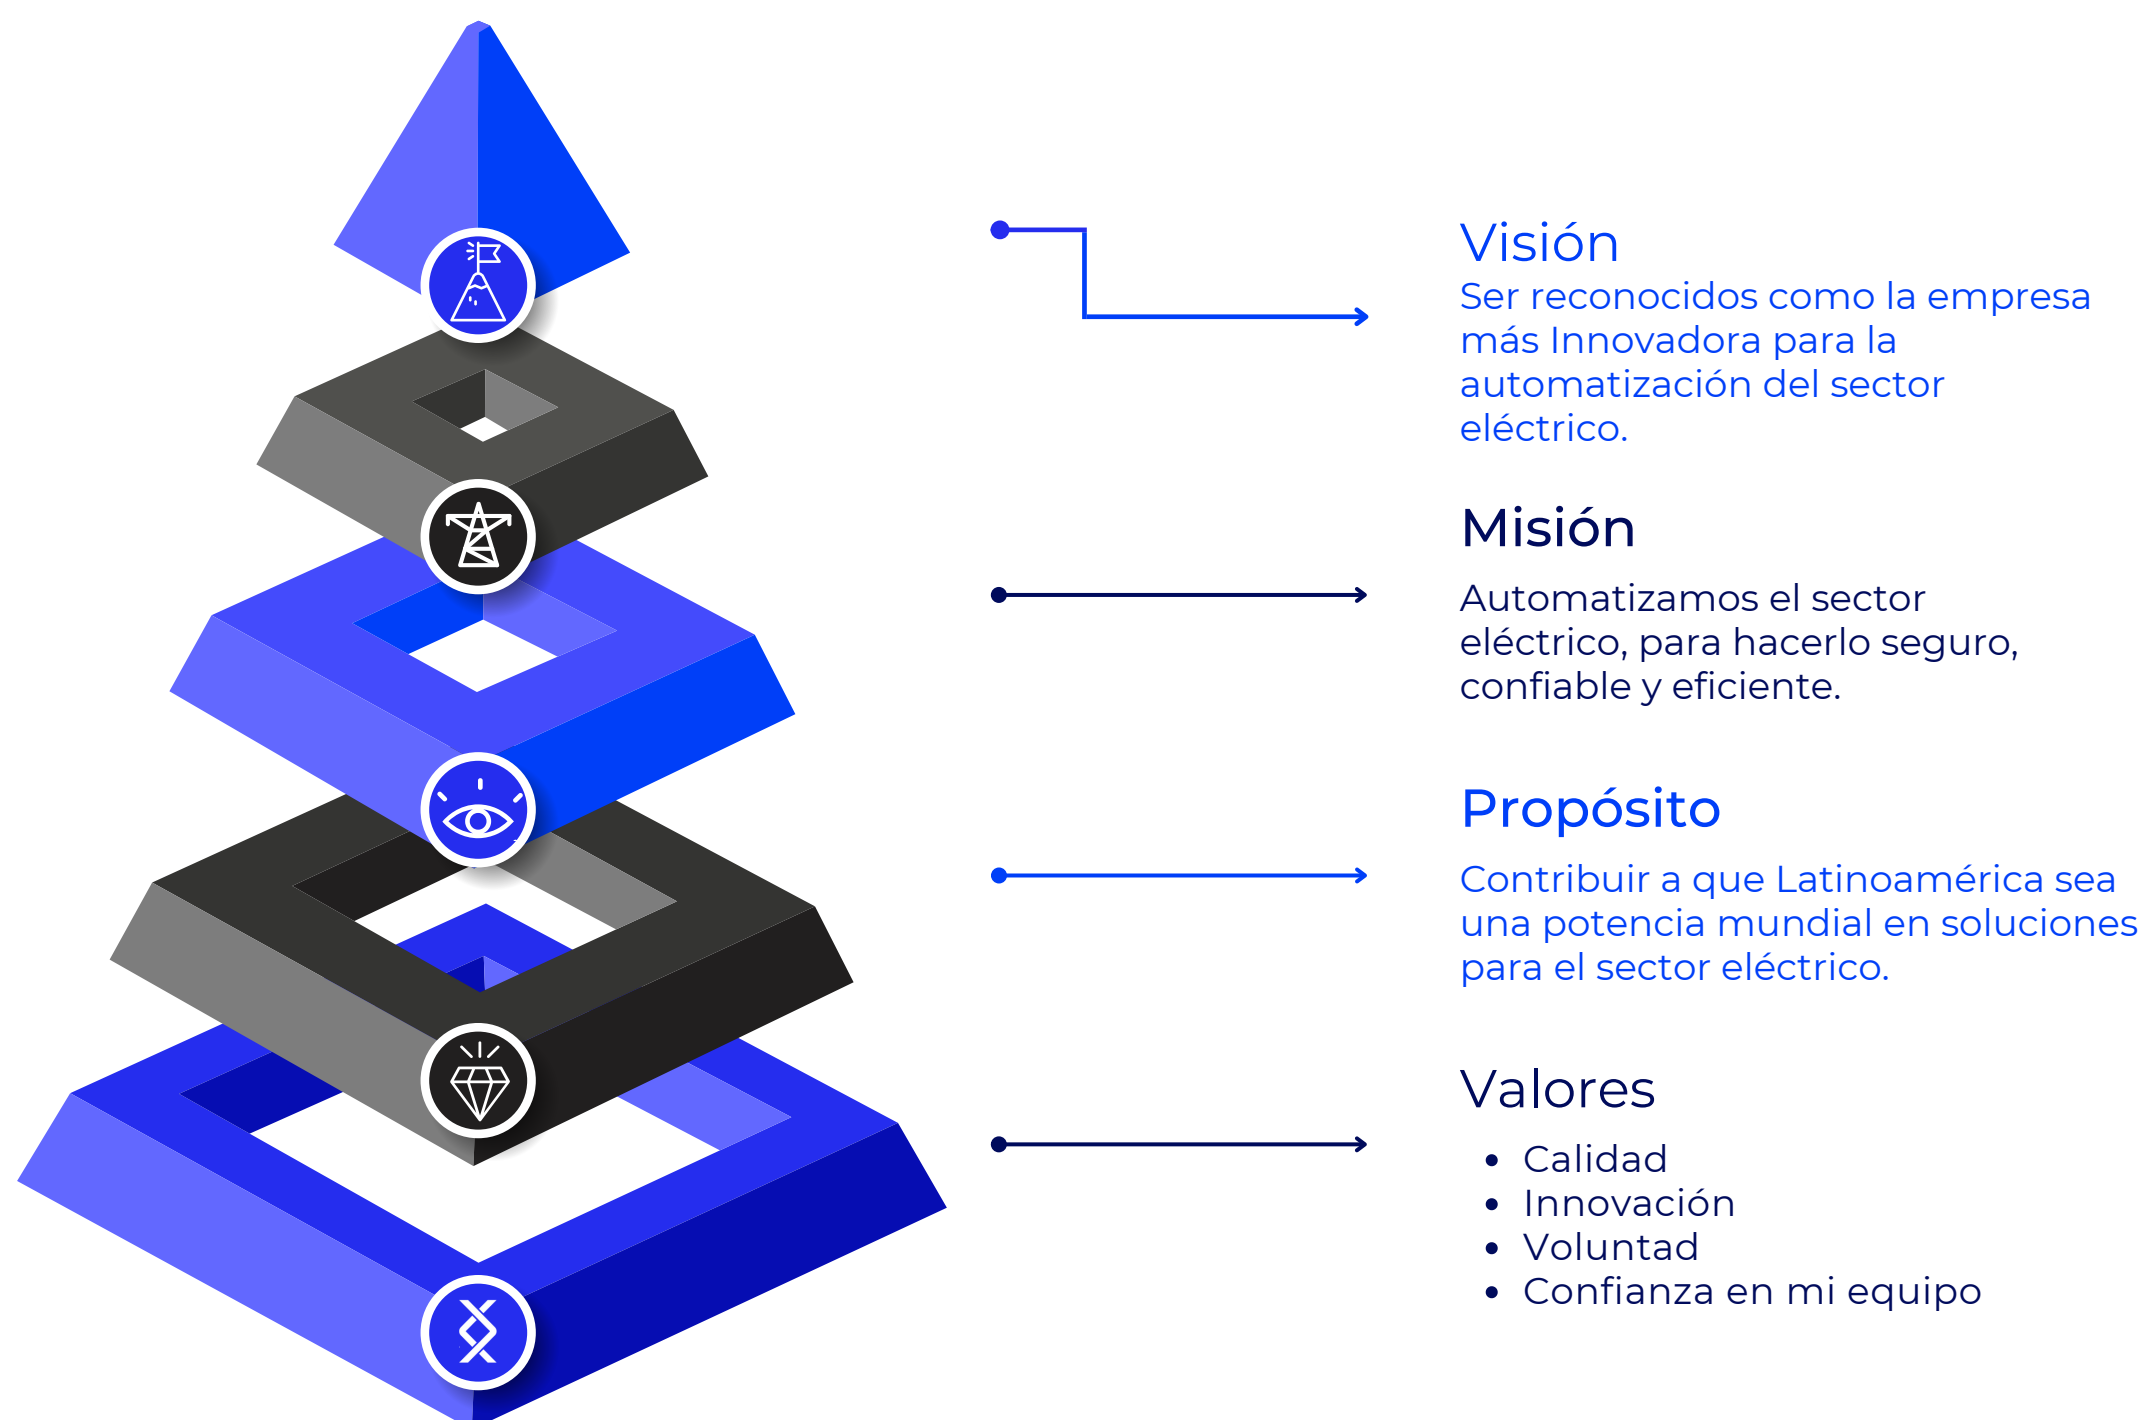 Visión
Ser reconocidos como la empresa
más Innovadora para la
automatización del sector
eléctrico.
Misión
Automatizamos el sector
eléctrico, para hacerlo seguro,
confiable y eficiente.
Propósito
Contribuir a que Latinoamérica sea
una potencia mundial en soluciones
para el sector eléctrico.
Valores
• Calidad
• Innovación
• Voluntad
• Confianza en mi equipo